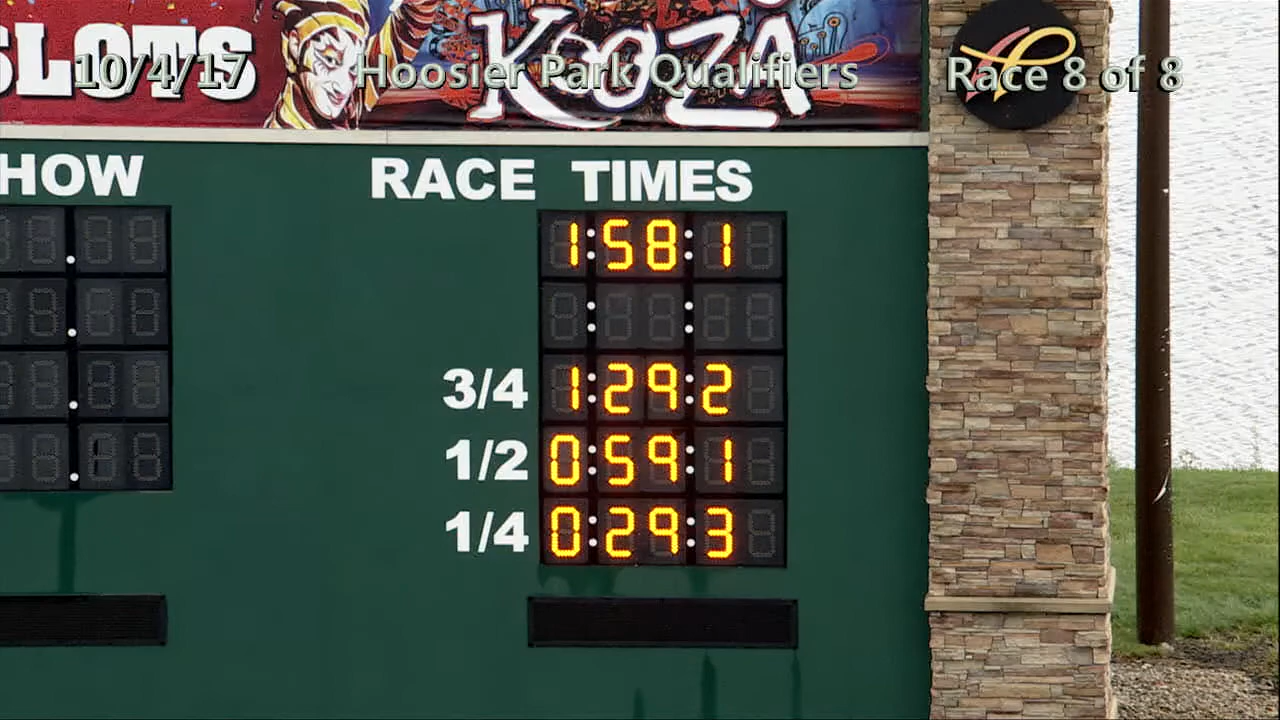 SLOTS
KOOZA
10/4/17 Hoosier Park Qualifiers Race 8 of 8
HOW
RACE TIMES
1:58:1
3/4 1:29:2
1/2 0:59:1
1/4 0:29:3